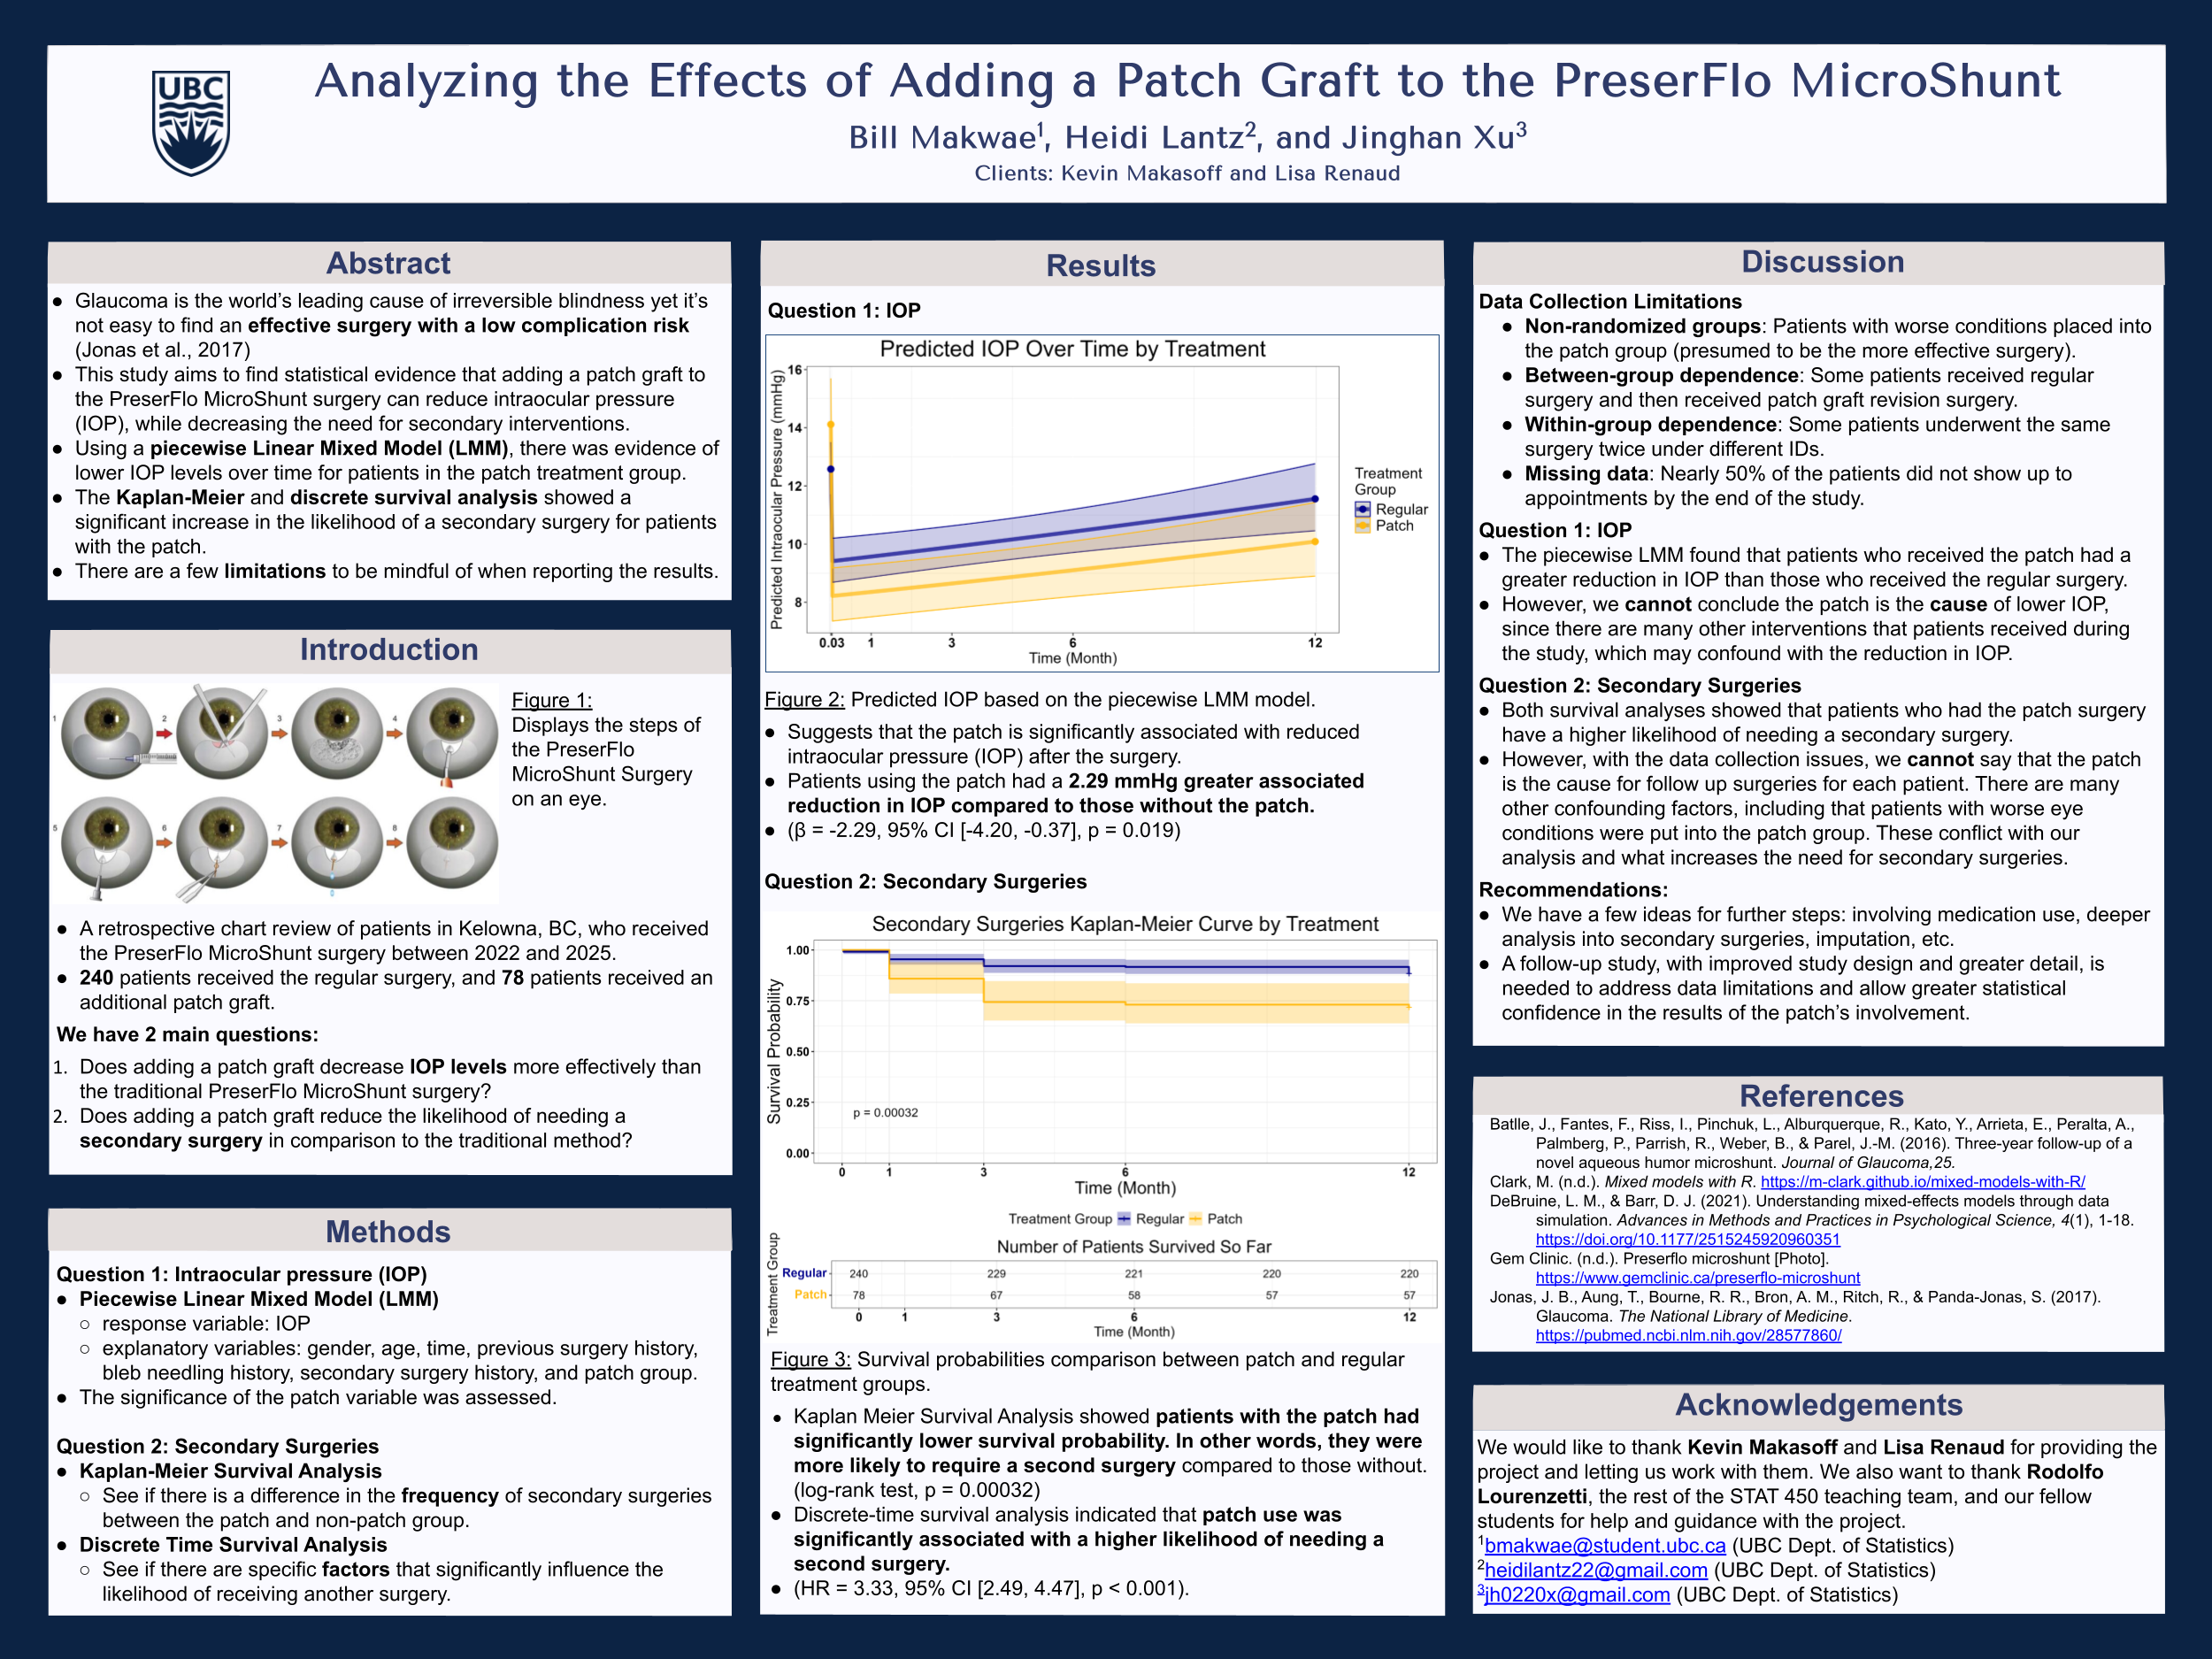 UBC
Analyzing the Effects of Adding a Patch Graft to the PreserFlo MicroShunt
Bill Makwae1, Heidi Lantz2, and Jinghan Xu3
Clients: Kevin Makasoff and Lisa Renaud
Abstract
● Glaucoma is the world’s leading cause of irreversible blindness yet it’s
not easy to find an effective surgery with a low complication risk
(Jonas et al., 2017)
● This study aims to find statistical evidence that adding a patch graft to
the PreserFlo MicroShunt surgery can reduce intraocular pressure
(IOP), while decreasing the need for secondary interventions.
● Using a piecewise Linear Mixed Model (LMM), there was evidence of
lower IOP levels over time for patients in the patch treatment group.
● The Kaplan-Meier and discrete survival analysis showed a
significant increase in the likelihood of a secondary surgery for patients
with the patch.
● There are a few limitations to be mindful of when reporting the results.
Introduction
1 2 3 4
5 6 7 8
Figure 1:
Displays the steps of
the PreserFlo
MicroShunt Surgery
on an eye.
● A retrospective chart review of patients in Kelowna, BC, who received
the PreserFlo MicroShunt surgery between 2022 and 2025.
● 240 patients received the regular surgery, and 78 patients received an
additional patch graft.
We have 2 main questions:
1. Does adding a patch graft decrease IOP levels more effectively than
the traditional PreserFlo MicroShunt surgery?
2. Does adding a patch graft reduce the likelihood of needing a
secondary surgery in comparison to the traditional method?
Methods
Question 1: Intraocular pressure (IOP)
● Piecewise Linear Mixed Model (LMM)
○ response variable: IOP
○ explanatory variables: gender, age, time, previous surgery history,
bleb needling history, secondary surgery history, and patch group.
● The significance of the patch variable was assessed.
Question 2: Secondary Surgeries
● Kaplan-Meier Survival Analysis
○ See if there is a difference in the frequency of secondary surgeries
between the patch and non-patch group.
● Discrete Time Survival Analysis
○ See if there are specific factors that significantly influence the
likelihood of receiving another surgery.
Results
Question 1: IOP
Predicted IOP Over Time by Treatment
Predicted Intraocular Pressure (mmHg)
16
14
12
10
8
0.03 1 3 6 12
Time (Month)
Treatment
Group
Regular
Patch
Figure 2: Predicted IOP based on the piecewise LMM model.
● Suggests that the patch is significantly associated with reduced
intraocular pressure (IOP) after the surgery.
● Patients using the patch had a 2.29 mmHg greater associated
reduction in IOP compared to those without the patch.
● (β = -2.29, 95% CI [-4.20, -0.37], p = 0.019)
Question 2: Secondary Surgeries
Secondary Surgeries Kaplan-Meier Curve by Treatment
Survival Probability
1.00
0.75
0.50
0.25
0.00
p = 0.00032
0 1 3 6 12
Time (Month)
Treatment Group Regular Patch
Number of Patients Survived So Far
Treatment Group
Regular 240 229 221 220 220
Patch 78 67 58 57 57
0 1 3 6 12
Time (Month)
Figure 3: Survival probabilities comparison between patch and regular
treatment groups.
● Kaplan Meier Survival Analysis showed patients with the patch had
significantly lower survival probability. In other words, they were
more likely to require a second surgery compared to those without.
(log-rank test, p = 0.00032)
● Discrete-time survival analysis indicated that patch use was
significantly associated with a higher likelihood of needing a
second surgery.
● (HR = 3.33, 95% CI [2.49, 4.47], p < 0.001).
Discussion
Data Collection Limitations
● Non-randomized groups: Patients with worse conditions placed into
the patch group (presumed to be the more effective surgery).
● Between-group dependence: Some patients received regular
surgery and then received patch graft revision surgery.
● Within-group dependence: Some patients underwent the same
surgery twice under different IDs.
● Missing data: Nearly 50% of the patients did not show up to
appointments by the end of the study.
Question 1: IOP
● The piecewise LMM found that patients who received the patch had a
greater reduction in IOP than those who received the regular surgery.
● However, we cannot conclude the patch is the cause of lower IOP,
since there are many other interventions that patients received during
the study, which may confound with the reduction in IOP.
Question 2: Secondary Surgeries
● Both survival analyses showed that patients who had the patch surgery
have a higher likelihood of needing a secondary surgery.
● However, with the data collection issues, we cannot say that the patch
is the cause for follow up surgeries for each patient. There are many
other confounding factors, including that patients with worse eye
conditions were put into the patch group. These conflict with our
analysis and what increases the need for secondary surgeries.
Recommendations:
● We have a few ideas for further steps: involving medication use, deeper
analysis into secondary surgeries, imputation, etc.
● A follow-up study, with improved study design and greater detail, is
needed to address data limitations and allow greater statistical
confidence in the results of the patch’s involvement.
References
Batlle, J., Fantes, F., Riss, I., Pinchuk, L., Alburquerque, R., Kato, Y., Arrieta, E., Peralta, A.,
Palmberg, P., Parrish, R., Weber, B., & Parel, J.-M. (2016). Three-year follow-up of a
novel aqueous humor microshunt. Journal of Glaucoma,25.
Clark, M. (n.d.). Mixed models with R. https://m-clark.github.io/mixed-models-with-R/
DeBruine, L. M., & Barr, D. J. (2021). Understanding mixed-effects models through data
simulation. Advances in Methods and Practices in Psychological Science, 4(1), 1-18.
https://doi.org/10.1177/2515245920960351
Gem Clinic. (n.d.). Preserflo microshunt [Photo].
https://www.gemclinic.ca/preserflo-microshunt
Jonas, J. B., Aung, T., Bourne, R. R., Bron, A. M., Ritch, R., & Panda-Jonas, S. (2017).
Glaucoma. The National Library of Medicine.
https://pubmed.ncbi.nlm.nih.gov/28577860/
Acknowledgements
We would like to thank Kevin Makasoff and Lisa Renaud for providing the
project and letting us work with them. We also want to thank Rodolfo
Lourenzetti, the rest of the STAT 450 teaching team, and our fellow
students for help and guidance with the project.
1bmakwae@student.ubc.ca (UBC Dept. of Statistics)
2heidilantz22@gmail.com (UBC Dept. of Statistics)
3jh0220x@gmail.com (UBC Dept. of Statistics)